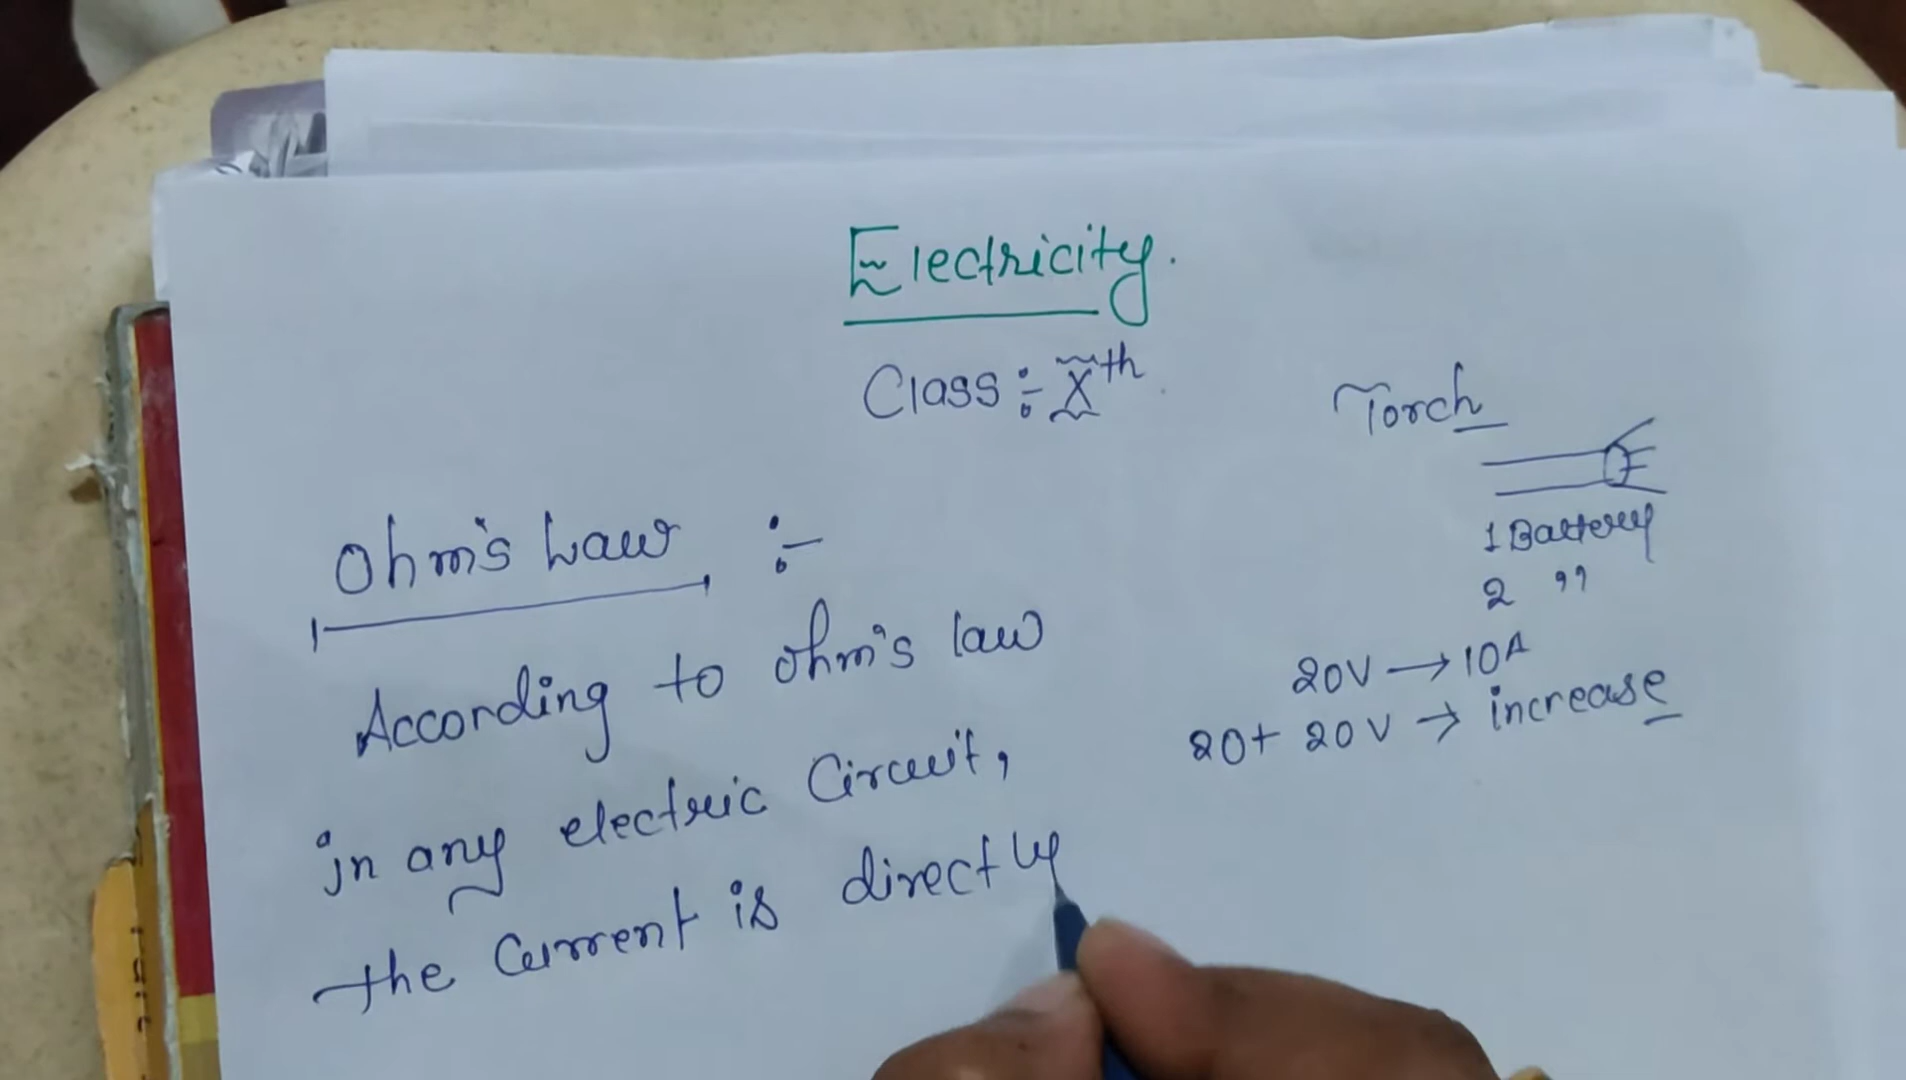 Electricity.
Class :- Xth
Torch
1 Battery
2 ,,
20V → 10A
20+ 20V → increase
Ohm's Law :-
According to ohm's law
in any electric Circuit,
the Current is directly